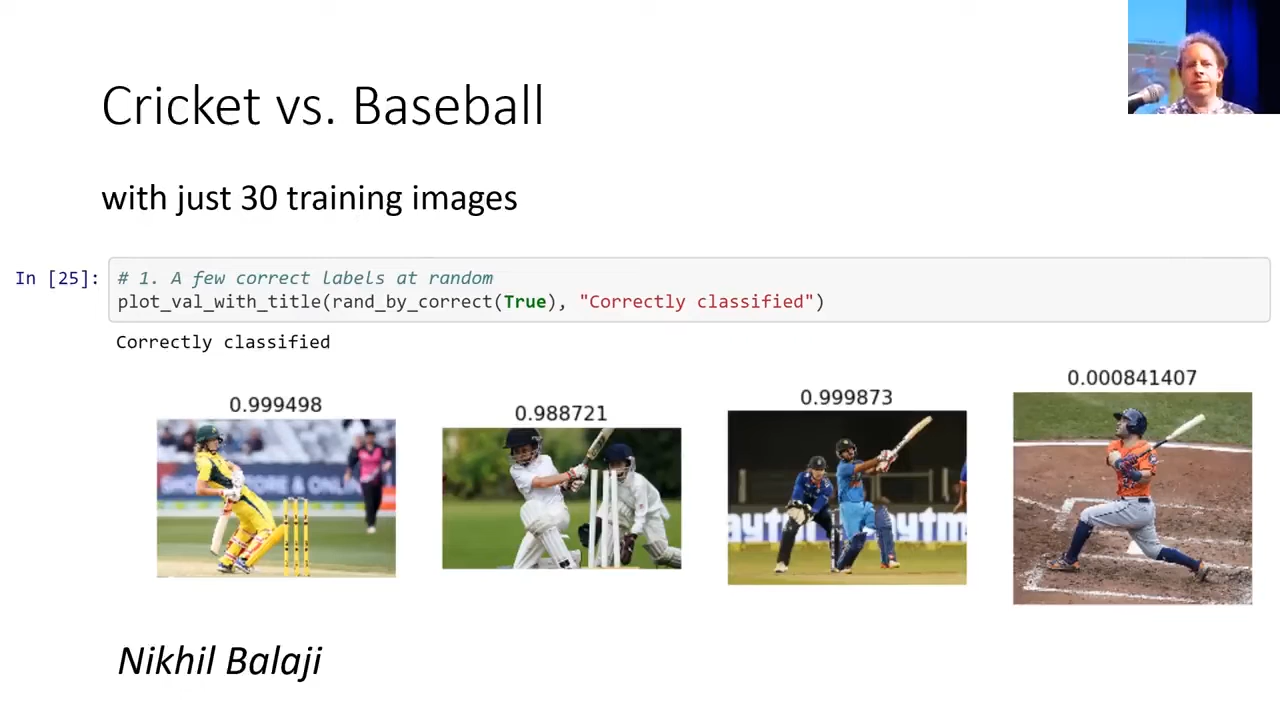 Cricket vs. Baseball
with just 30 training images
In [25]:
# 1. A few correct labels at random
plot_val_with_title(rand_by_correct(True), "Correctly classified")
Correctly classified
0.999498
0.988721
0.999873
0.000841407
paytm
Nikhil Balaji